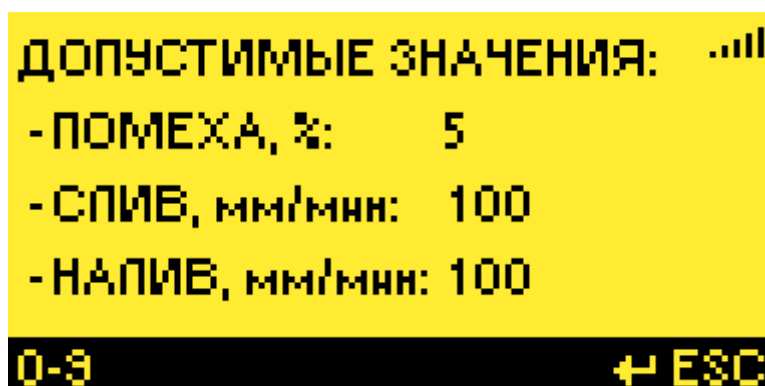 ДОПУСТИМЫЕ ЗНАЧЕНИЯ:
- ПОМЕХА, %: 5
- СЛИВ, мм/мин: 100
- НАЛИВ, мм/мин: 100
0-9 ↵ ESC